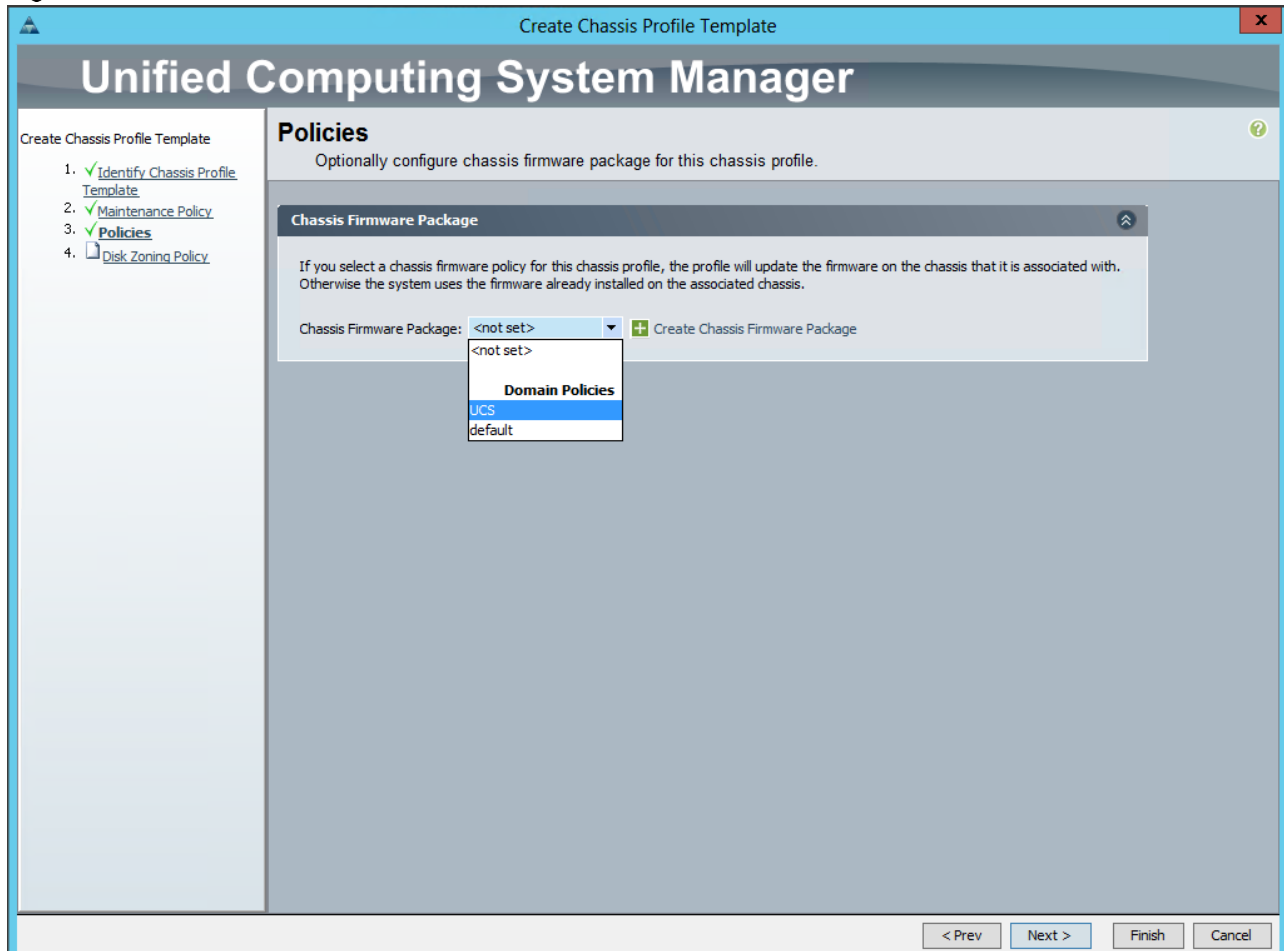 Create Chassis Profile Template
x
Unified Computing System Manager
Create Chassis Profile Template
1. √Identify Chassis Profile
Template
2. √Maintenance Policy
3. √Policies
4. Disk Zoning Policy
Policies
Optionally configure chassis firmware package for this chassis profile.
?
Chassis Firmware Package
If you select a chassis firmware policy for this chassis profile, the profile will update the firmware on the chassis that it is associated with.
Otherwise the system uses the firmware already installed on the associated chassis.
Chassis Firmware Package: <not set> Create Chassis Firmware Package
<not set>
Domain Policies
UCS
default
< Prev Next > Finish Cancel